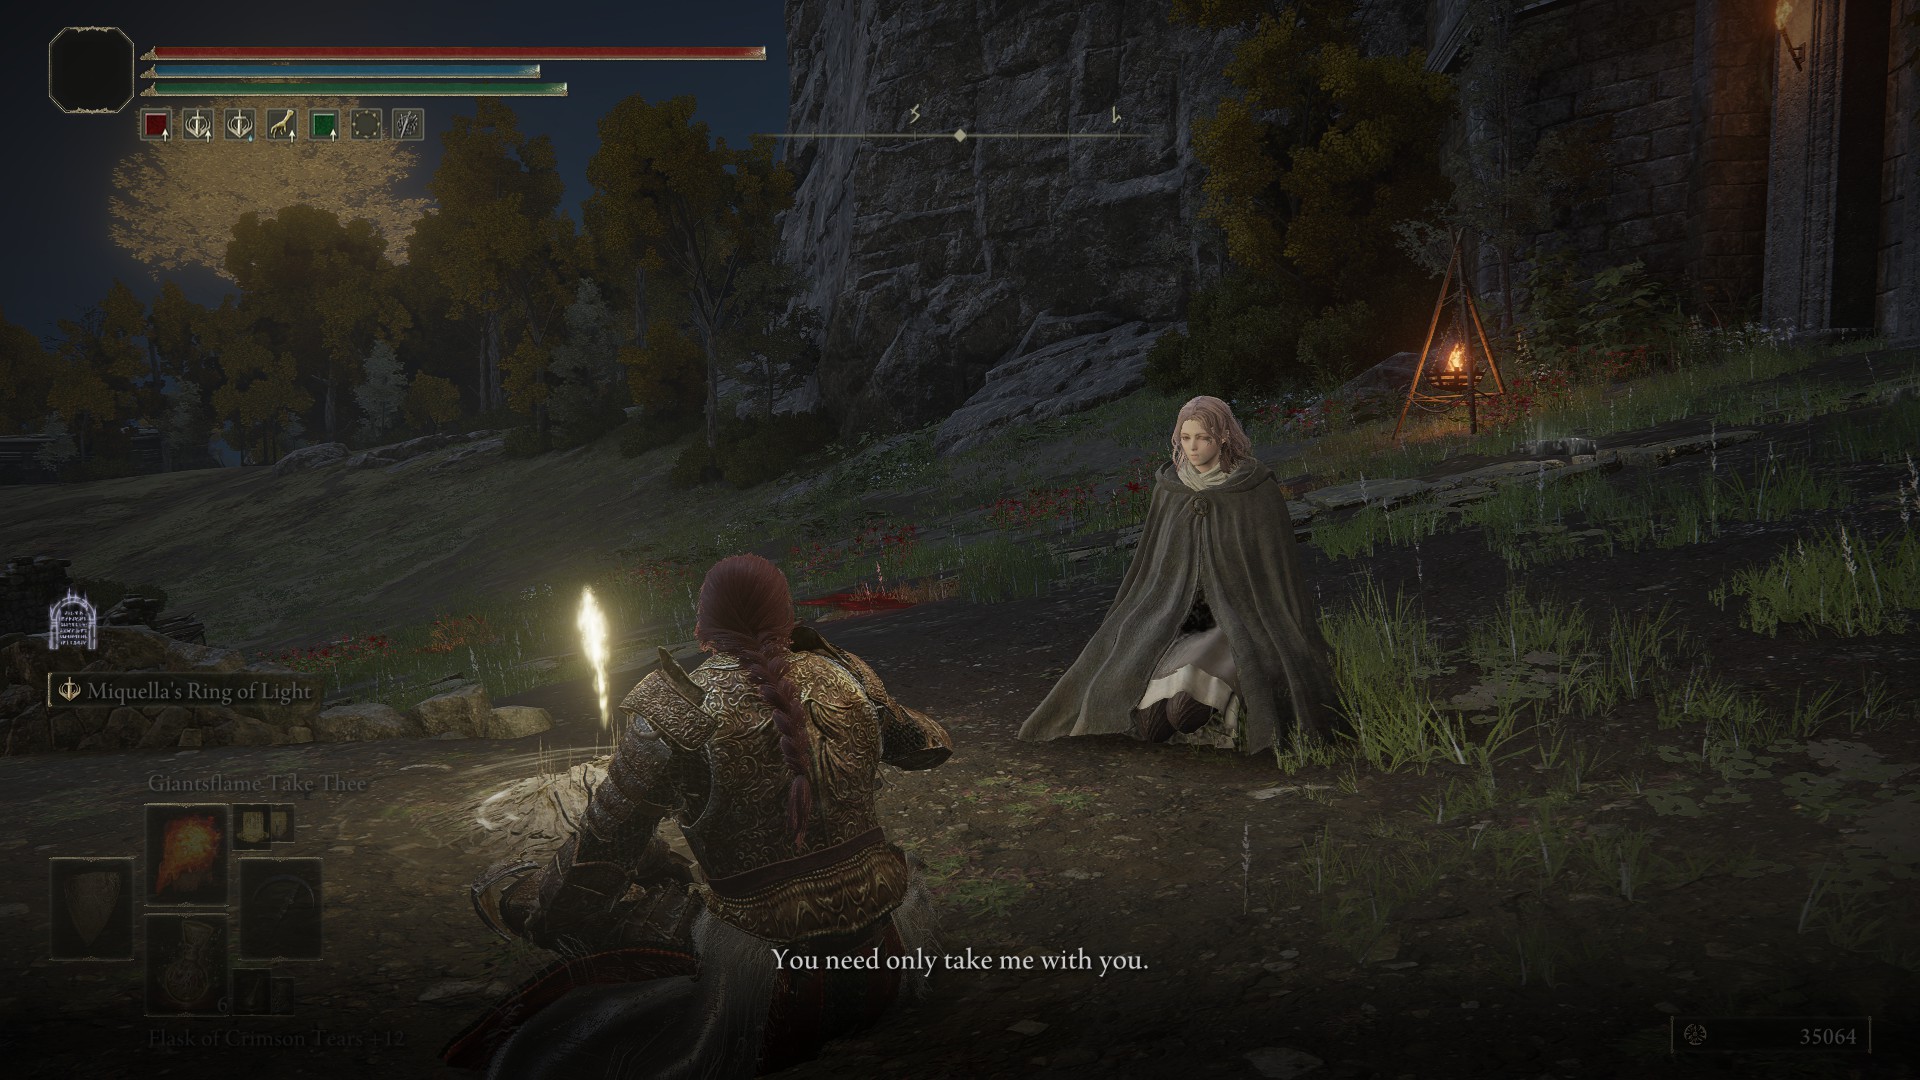 Miquella's Ring of Light
Giantsflame Take Thee
6
Flask of Crimson Tears +12
You need only take me with you.
35064